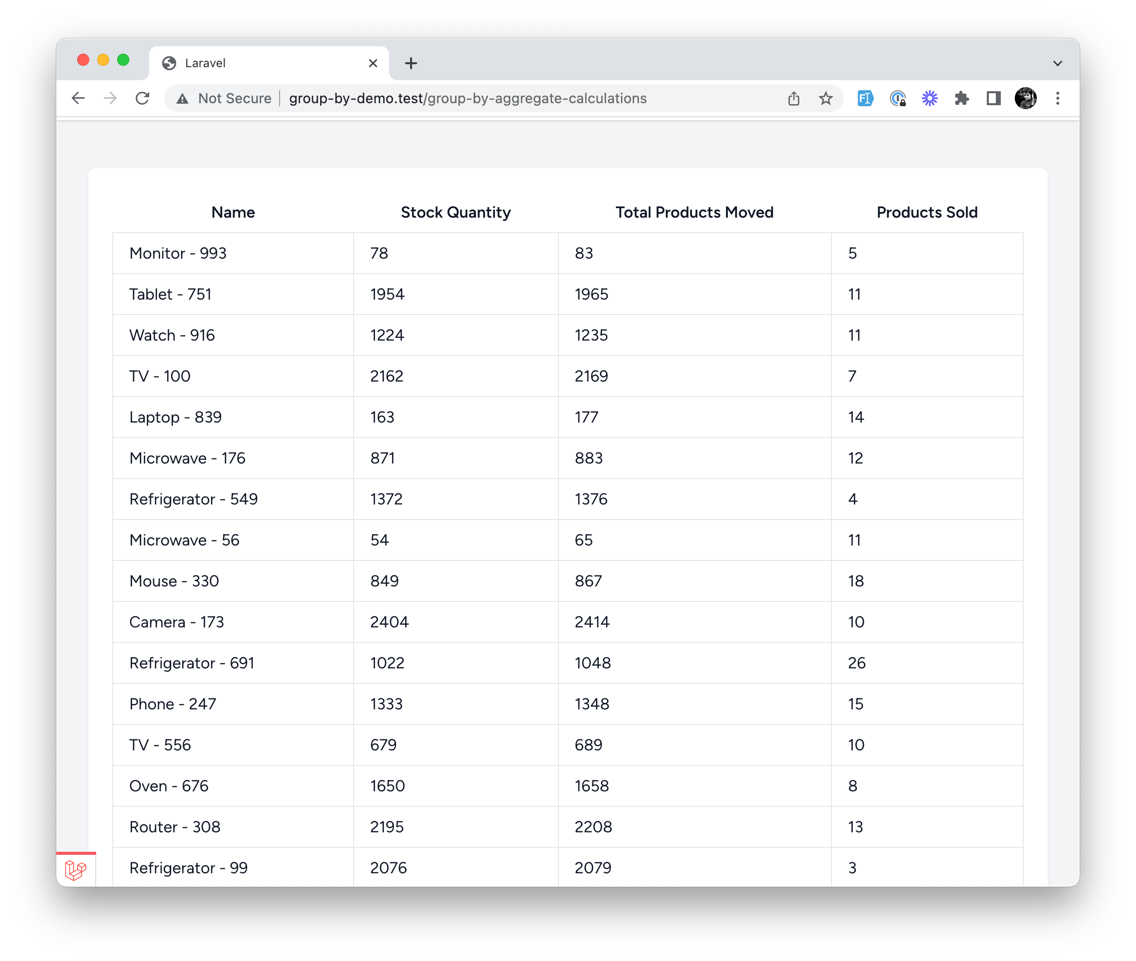 Laravel
Not Secure group-by-demo.test/group-by-aggregate-calculations
Name Stock Quantity Total Products Moved Products Sold
Monitor - 993 78 83 5
Tablet - 751 1954 1965 11
Watch - 916 1224 1235 11
TV - 100 2162 2169 7
Laptop - 839 163 177 14
Microwave - 176 871 883 12
Refrigerator - 549 1372 1376 4
Microwave - 56 54 65 11
Mouse - 330 849 867 18
Camera - 173 2404 2414 10
Refrigerator - 691 1022 1048 26
Phone - 247 1333 1348 15
TV - 556 679 689 10
Oven - 676 1650 1658 8
Router - 308 2195 2208 13
Refrigerator - 99 2076 2079 3